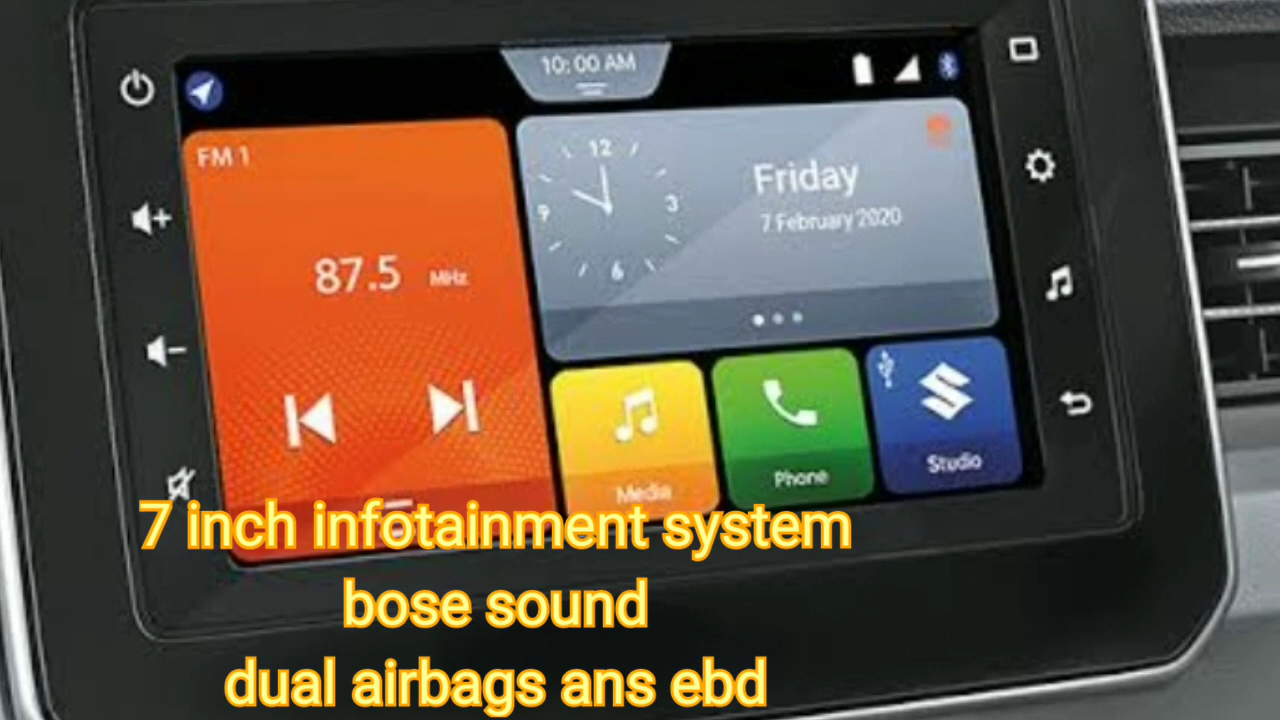 10:00 AM
FM 1
87.5 MHz
12
9
3
6
Friday
7 February 2020
Media
Phone
Studio
7 inch infotainment system
bose sound
dual airbags ans ebd